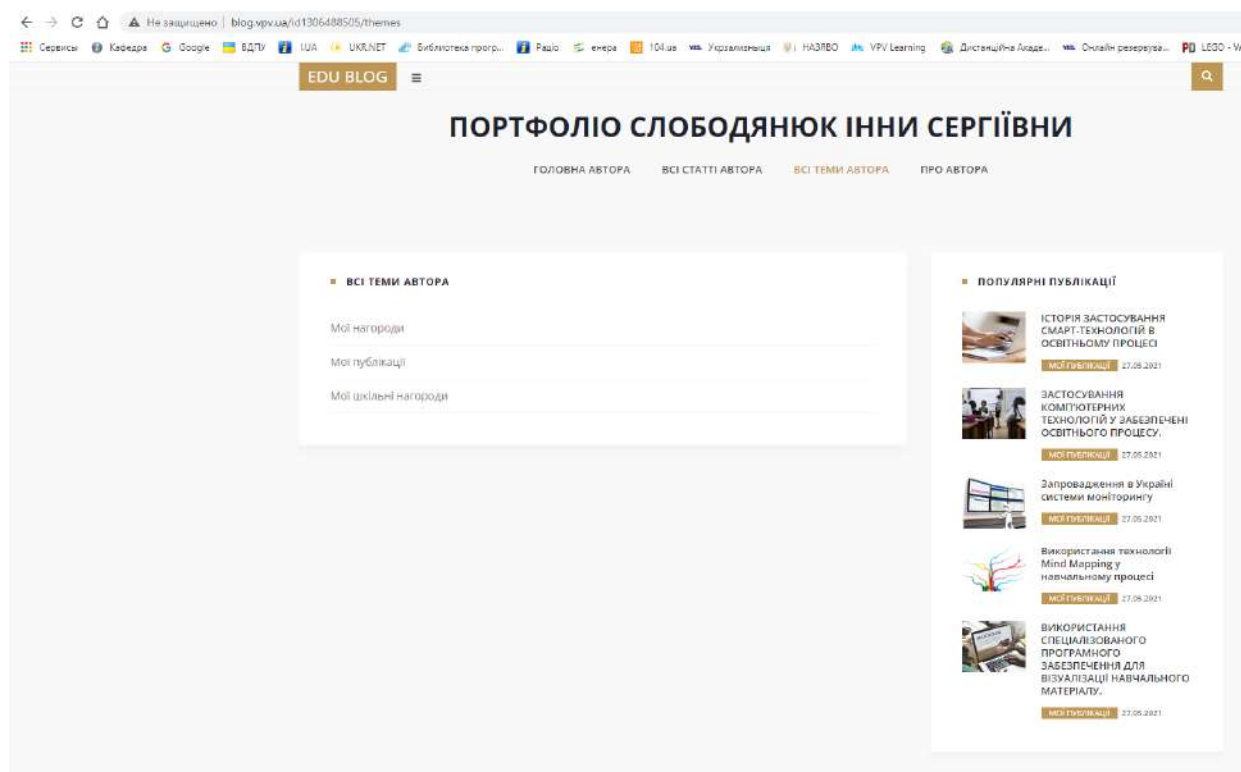 Не защищено | blog.vpv.ua/id1306488505/themes
Сервисы Кафедра Google ВДПУ I.UA UKR.NET Библиотека прогр... Радіо енера 104.ua Укрзализныця НАЗЯВО VPV Learning Дистанційна Акаде... Онлайн резервува... LEGO - W
EDU BLOG
ПОРТФОЛІО СЛОБОДЯНЮК ІННИ СЕРГІЇВНИ
ГОЛОВНА АВТОРА ВСІ СТАТТІ АВТОРА ВСІ ТЕМИ АВТОРА ПРО АВТОРА
ВСІ ТЕМИ АВТОРА
Мої нагороди
Мої публікації
Мої шкільні нагороди
ПОПУЛЯРНІ ПУБЛІКАЦІЇ
ІСТОРІЯ ЗАСТОСУВАННЯ
СМАРТ-ТЕХНОЛОГІЙ В
ОСВІТНЬОМУ ПРОЦЕСІ
МОЇ ПУБЛІКАЦІЇ 27.05.2021
ЗАСТОСУВАННЯ
КОМП'ЮТЕРНИХ
ТЕХНОЛОГІЙ У ЗАБЕЗПЕЧЕНІ
ОСВІТНЬОГО ПРОЦЕСУ.
МОЇ ПУБЛІКАЦІЇ 27.05.2021
Запровадження в Україні
системи моніторингу
МОЇ ПУБЛІКАЦІЇ 27.05.2021
Використання технології
Mind Mapping у
навчальному процесі
МОЇ ПУБЛІКАЦІЇ 27.05.2021
ВИКОРИСТАННЯ
СПЕЦІАЛІЗОВАНОГО
ПРОГРАМНОГО
ЗАБЕЗПЕЧЕННЯ ДЛЯ
ВІЗУАЛІЗАЦІЇ НАВЧАЛЬНОГО
МАТЕРІАЛУ.
МОЇ ПУБЛІКАЦІЇ 27.05.2021